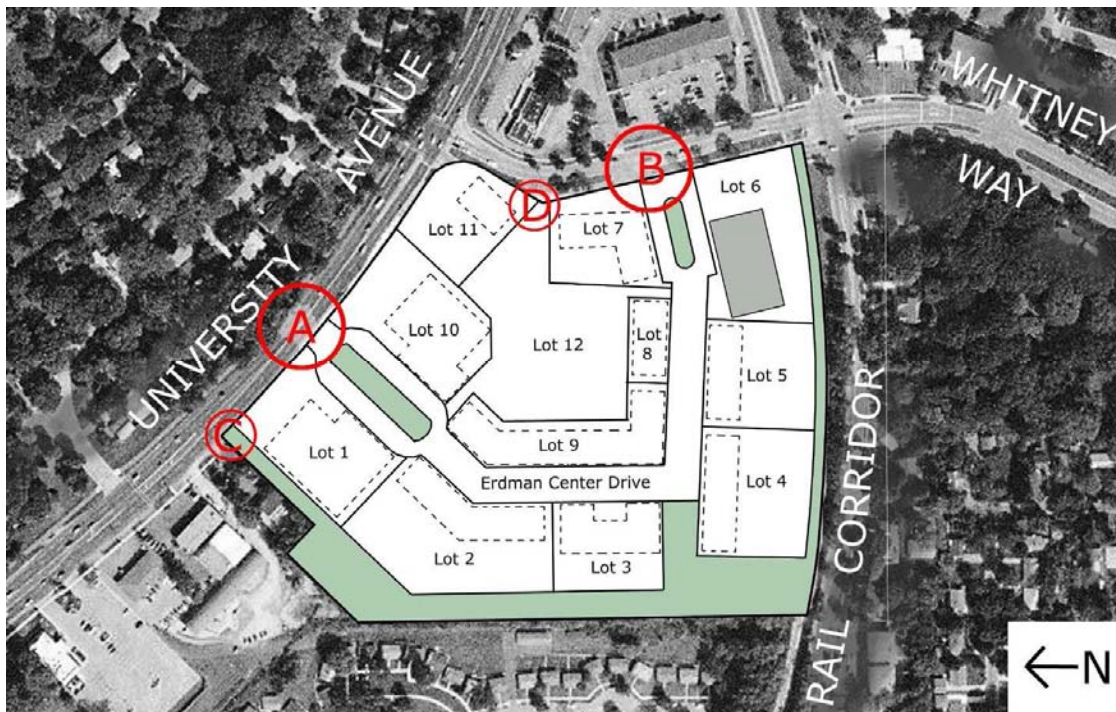 UNIVERSITY AVENUE
WHITNEY
WAY
RAIL CORRIDOR
A
B
C
D
Lot 6
Lot 7
Lot 11
Lot 10
Lot 12
Lot 8
Lot 5
Lot 9
Lot 1
Erdman Center Drive
Lot 4
Lot 2
Lot 3
←N